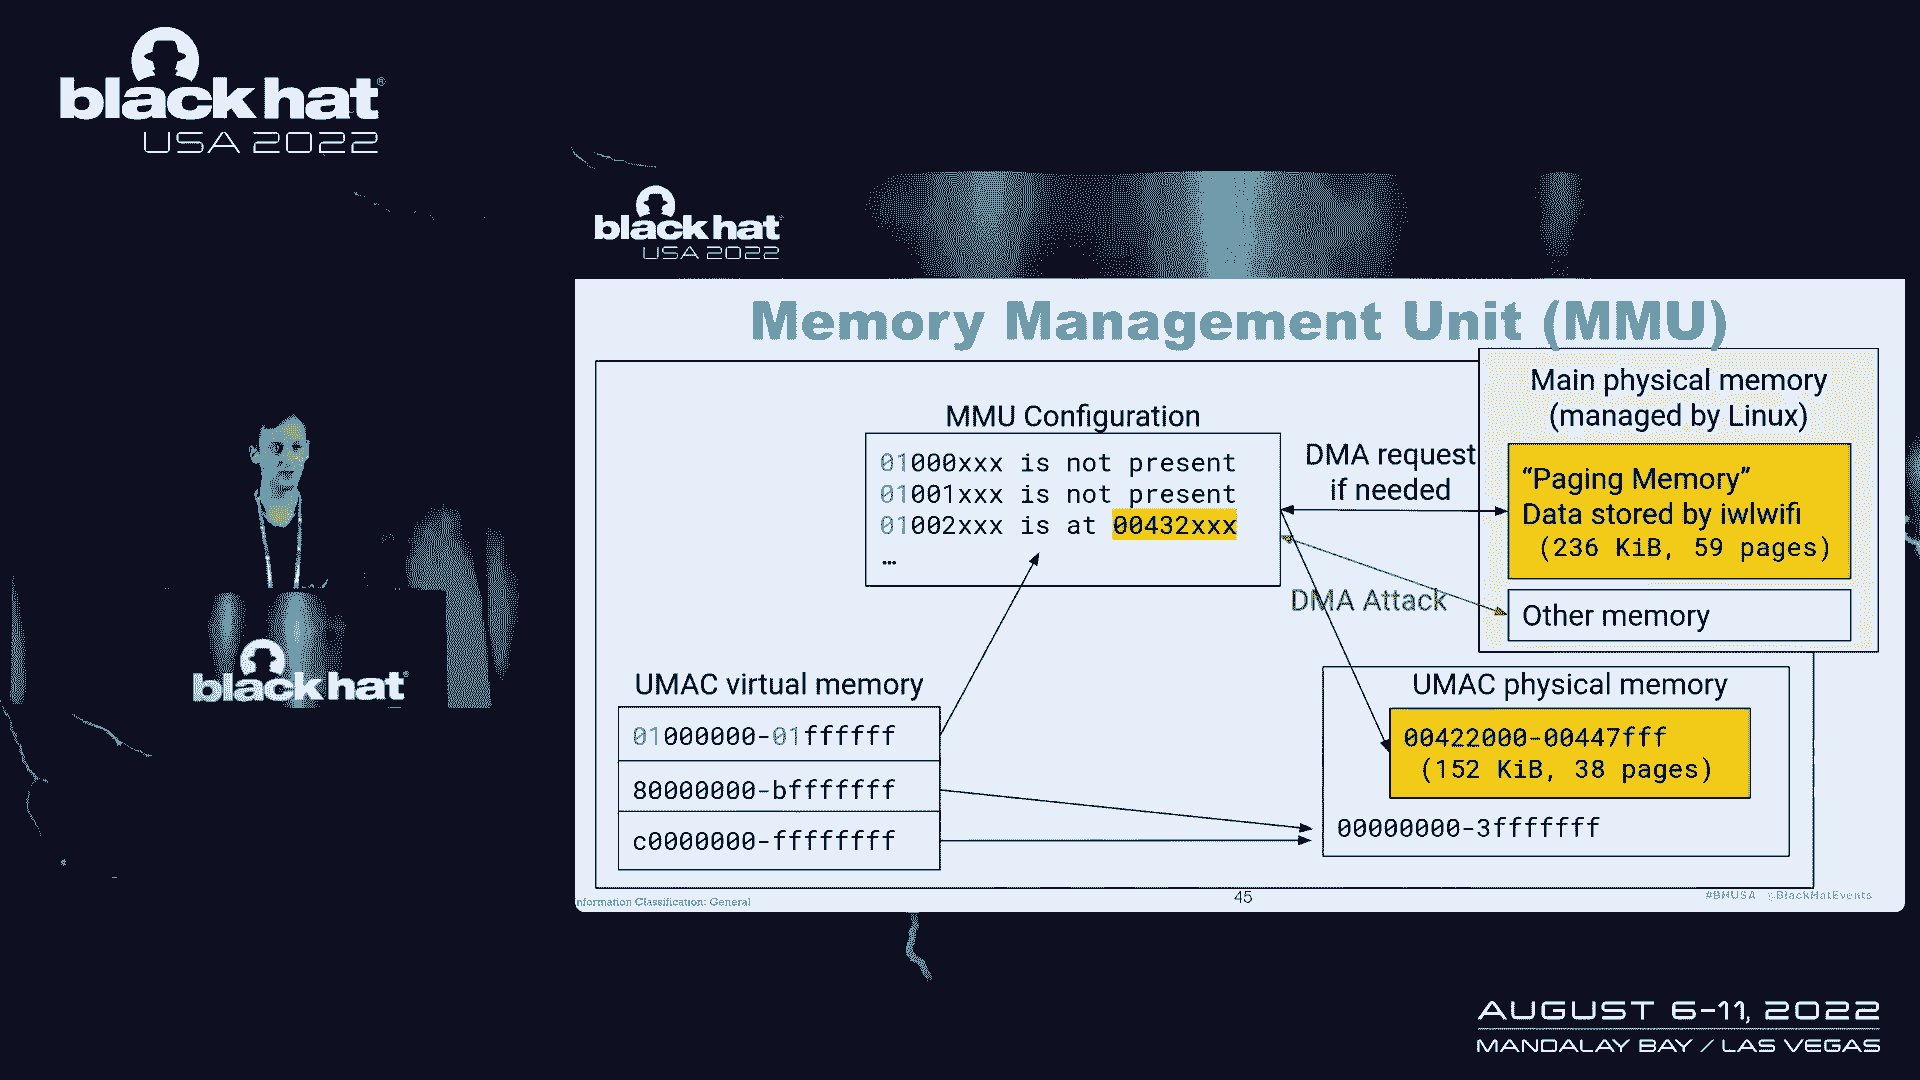 black hat
USA 2022
black hat
USA 2022
Memory Management Unit (MMU)
MMU Configuration
01000xxx is not present
01001xxx is not present
01002xxx is at 00432xxx
…
DMA request
if needed
DMA Attack
Main physical memory
(managed by Linux)
“Paging Memory”
Data stored by iwlwifi
(236 KiB, 59 pages)
Other memory
UMAC virtual memory
01000000-01ffffff
80000000-bfffffff
c0000000-ffffffff
UMAC physical memory
00422000-00447fff
(152 KiB, 38 pages)
00000000-3fffffff
nformation Classification: General
45
#BHUSA @BlackHatEvents
black hat
AUGUST 6-11, 2022
MANDALAY BAY / LAS VEGAS